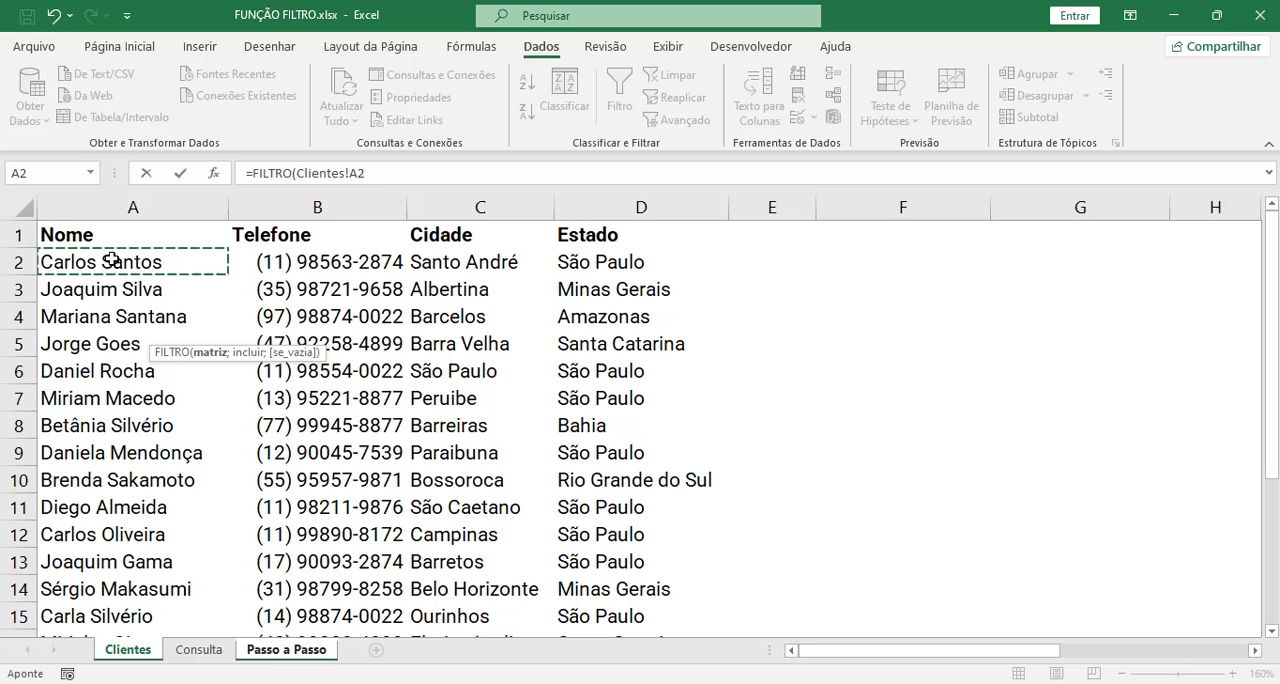 FUNÇÃO FILTRO.xlsx - Excel
Pesquisar
Entrar
Arquivo Página Inicial Inserir Desenhar Layout da Página Fórmulas Dados Revisão Exibir Desenvolvedor Ajuda
Compartilhar
Obter Dados
De Text/CSV
Da Web
De Tabela/Intervalo
Fontes Recentes
Conexões Existentes
Obter e Transformar Dados
Atualizar Tudo
Consultas e Conexões
Propriedades
Editar Links
Consultas e Conexões
Classificar
Filtro
Limpar
Reaplicar
Avançado
Classificar e Filtrar
Texto para Colunas
Ferramentas de Dados
Teste de Hipóteses
Planilha de Previsão
Previsão
Agrupar
Desagrupar
Subtotal
Estrutura de Tópicos
A2
fx
=FILTRO(Clientes!A2
A B C D E F G H
1 Nome Telefone Cidade Estado
2 Carlos Santos (11) 98563-2874 Santo André São Paulo
3 Joaquim Silva (35) 98721-9658 Albertina Minas Gerais
4 Mariana Santana (97) 98874-0022 Barcelos Amazonas
5 Jorge Goes (47) 92258-4899 Barra Velha Santa Catarina
FILTRO(matriz; incluir; [se_vazia])
6 Daniel Rocha (11) 98554-0022 São Paulo São Paulo
7 Miriam Macedo (13) 95221-8877 Peruibe São Paulo
8 Betânia Silvério (77) 99945-8877 Barreiras Bahia
9 Daniela Mendonça (12) 90045-7539 Paraibuna São Paulo
10 Brenda Sakamoto (55) 95957-9871 Bossoroca Rio Grande do Sul
11 Diego Almeida (11) 98211-9876 São Caetano São Paulo
12 Carlos Oliveira (11) 99890-8172 Campinas São Paulo
13 Joaquim Gama (17) 90093-2874 Barretos São Paulo
14 Sérgio Makasumi (31) 98799-8258 Belo Horizonte Minas Gerais
15 Carla Silvério (14) 98874-0022 Ourinhos São Paulo
Clientes Consulta Passo a Passo
Aponte
160%